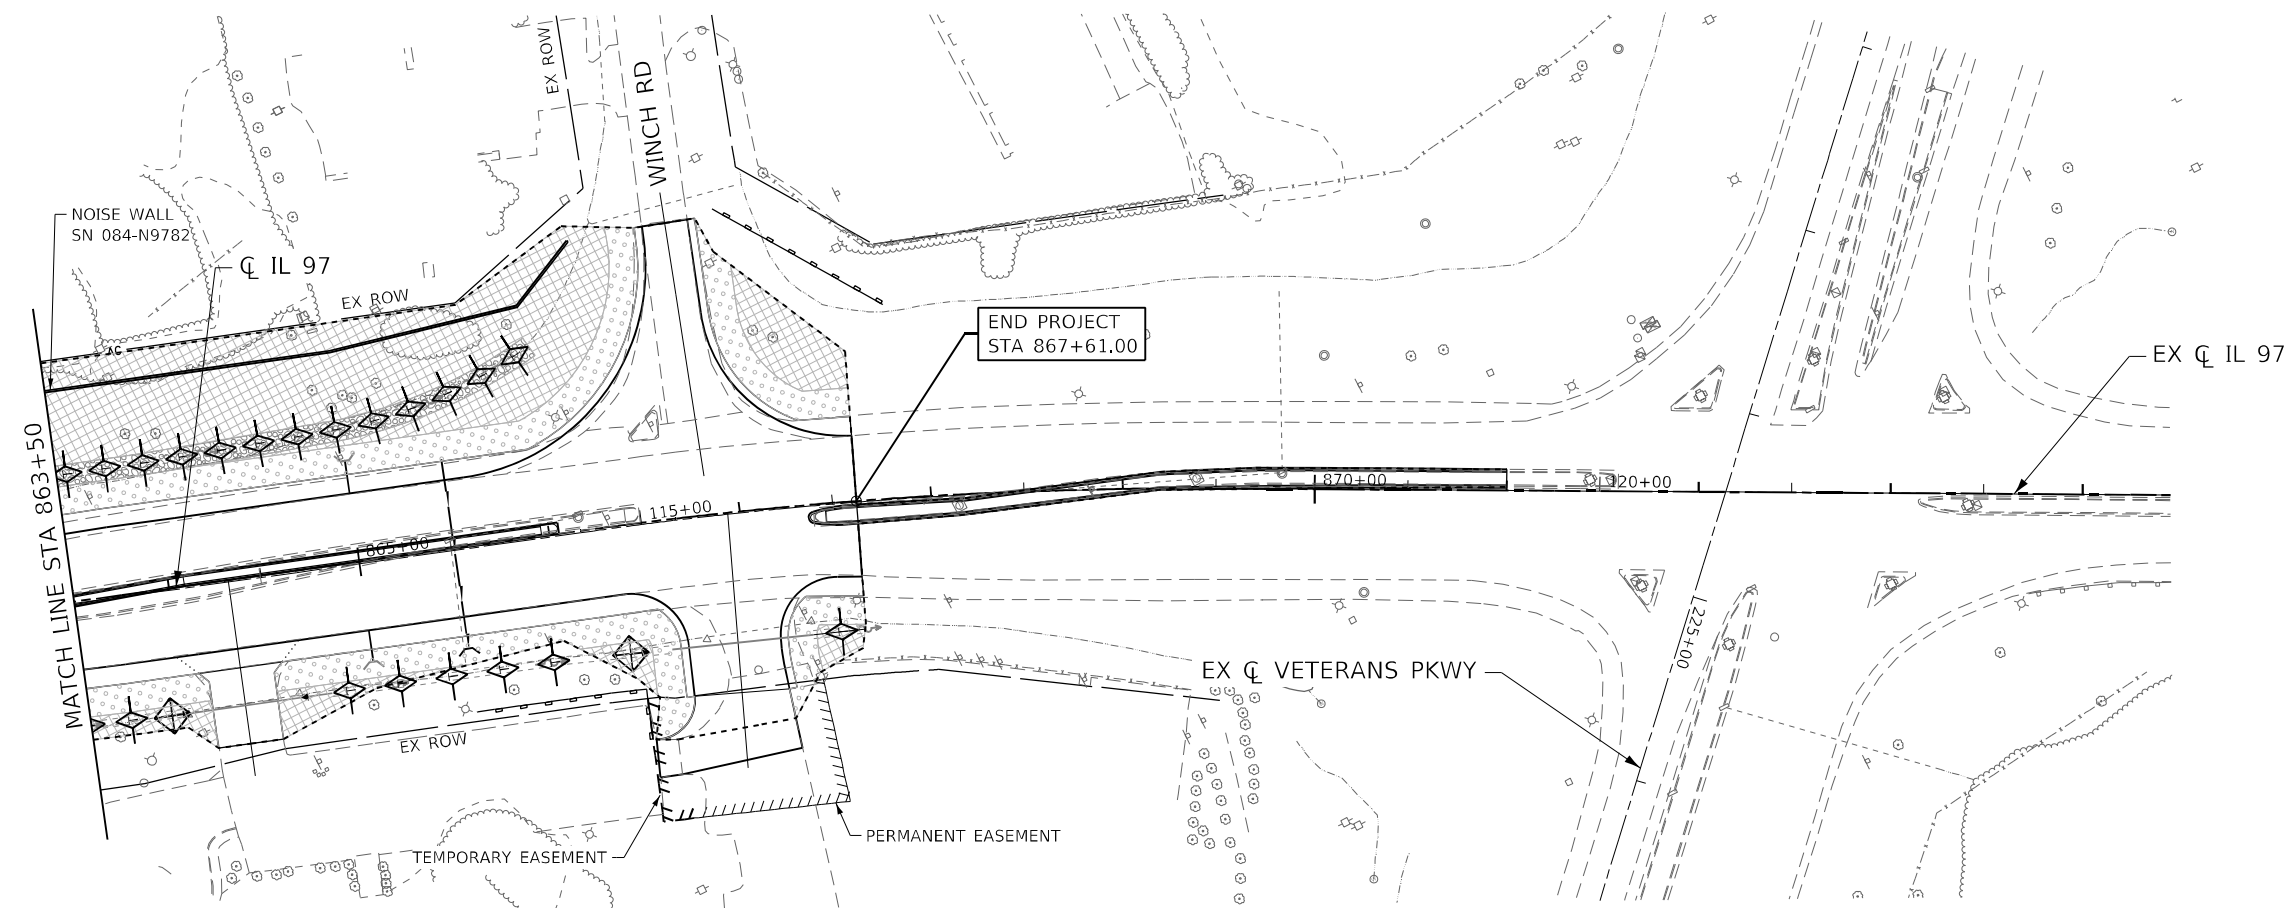 EX ROW
WINCH RD
NOISE WALL
SN 084-N9782
℄ IL 97
EX ROW
END PROJECT
STA 867+61.00
EX ℄ IL 97
MATCH LINE STA 863+50
870+00
120+00
115+00
865+00
225+00
EX ℄ VETERANS PKWY
EX ROW
PERMANENT EASEMENT
TEMPORARY EASEMENT